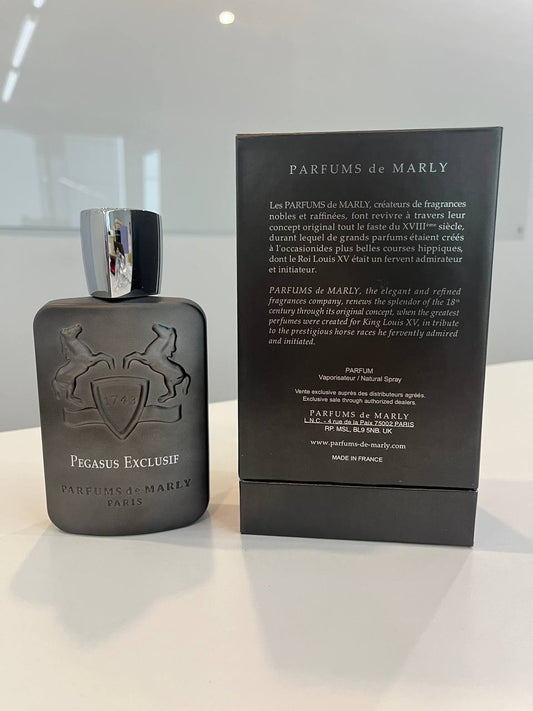 1743
PEGASUS EXCLUSIF
PARFUMS de MARLY
PARIS
PARFUMS de MARLY
Les PARFUMS de MARLY, créateurs de fragrances
nobles et raffinées, font revivre à travers leur
concept original tout le faste du XVIIIème siècle,
durant lequel de grands parfums étaient créés
à l'occasionides plus belles courses hippiques,
dont le Roi Louis XV était un fervent admirateur
et initiateur.
PARFUMS de MARLY, the elegant and refined
fragrances company, renews the splendor of the 18th
century through its original concept, when the greatest
perfumes were created for King Louis XV, in tribute
to the prestigious horse races he fervently admired
and initiated.
PARFUM
Vaporisateur / Natural Spray
Vente exclusive auprès des distributeurs agréés.
Exclusive sale through authorized dealers.
PARFUMS de MARLY
L.N.C. - 4 rue de la Paix 75002 PARIS
RP. MSL, BL9 5NB. UK
www.parfums-de-marly.com
MADE IN FRANCE